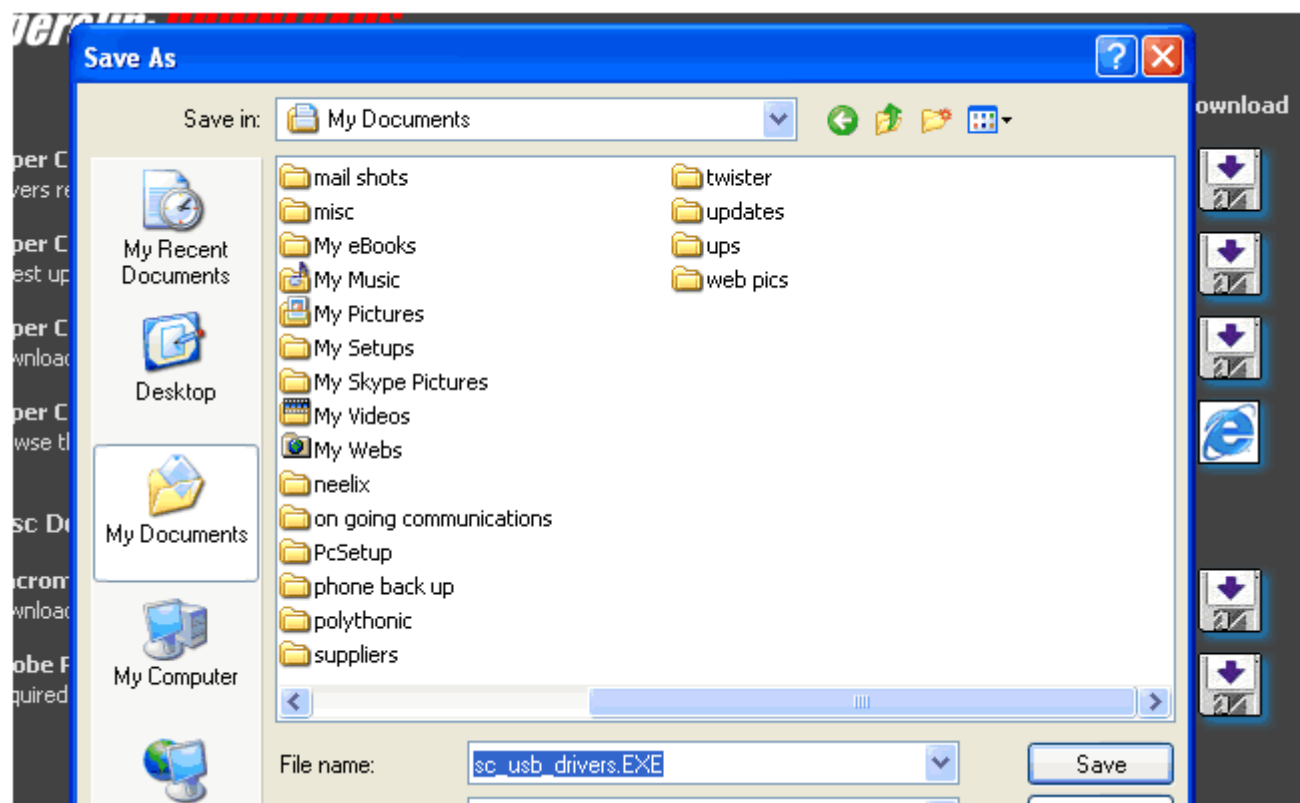 DOWNLOADS
Save As
Download
Save in:
My Documents
mail shots
misc
My eBooks
My Music
My Pictures
My Setups
My Skype Pictures
My Videos
My Webs
neelix
on going communications
PcSetup
phone back up
polythonic
suppliers
twister
updates
ups
web pics
My Recent
Documents
Desktop
My Documents
My Computer
File name:
sc_usb_drivers.EXE
Save